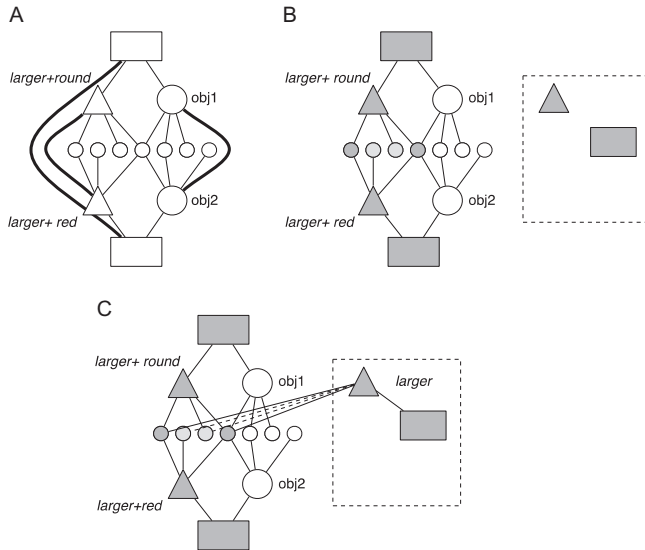 A
larger+round
obj1
obj2
larger+ red
B
larger+ round
obj1
obj2
larger+ red
C
larger+ round
obj1
larger
obj2
larger+red